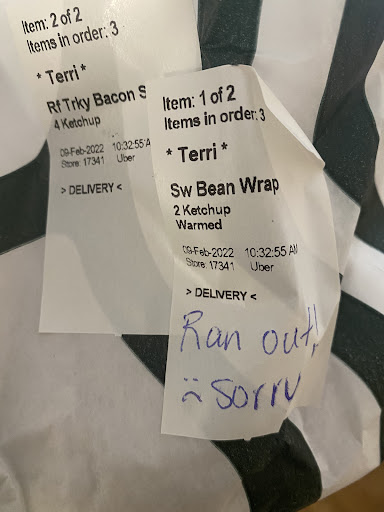 Item: 2 of 2
Items in order: 3
* Terri *
Rf Trky Bacon S
4 Ketchup
09-Feb-2022 10:32:55 A
Store: 17341 Uber
> DELIVERY <
Item: 1 of 2
Items in order: 3
* Terri *
Sw Bean Wrap
2 Ketchup
Warmed
09-Feb-2022 10:32:55 AM
Store: 17341 Uber
> DELIVERY <
Ran out!
:( sorry